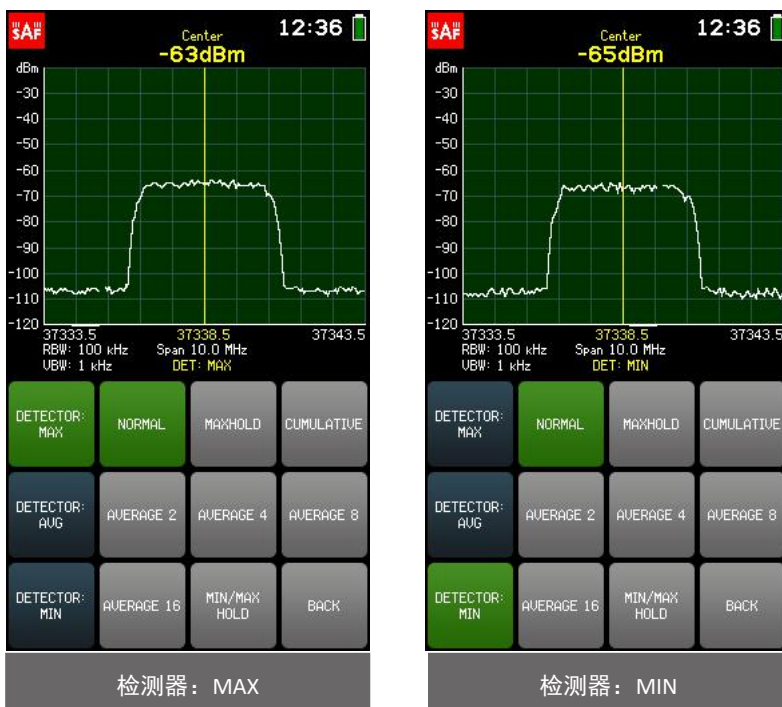 SAF
Center
12:36
-63dBm
dBm
-30
-40
-50
-60
-70
-80
-90
-100
-110
-120
37333.5 37338.5 37343.5
RBW: 100 kHz Span 10.0 MHz
VBW: 1 kHz DET: MAX
DETECTOR: MAX
NORMAL
MAXHOLD
CUMULATIVE
DETECTOR: AVG
AVERAGE 2
AVERAGE 4
AVERAGE 8
DETECTOR: MIN
AVERAGE 16
MIN/MAX HOLD
BACK
检测器：MAX
SAF
Center
12:36
-65dBm
dBm
-30
-40
-50
-60
-70
-80
-90
-100
-110
-120
37333.5 37338.5 37343.5
RBW: 100 kHz Span 10.0 MHz
VBW: 1 kHz DET: MIN
DETECTOR: MAX
NORMAL
MAXHOLD
CUMULATIVE
DETECTOR: AVG
AVERAGE 2
AVERAGE 4
AVERAGE 8
DETECTOR: MIN
AVERAGE 16
MIN/MAX HOLD
BACK
检测器：MIN